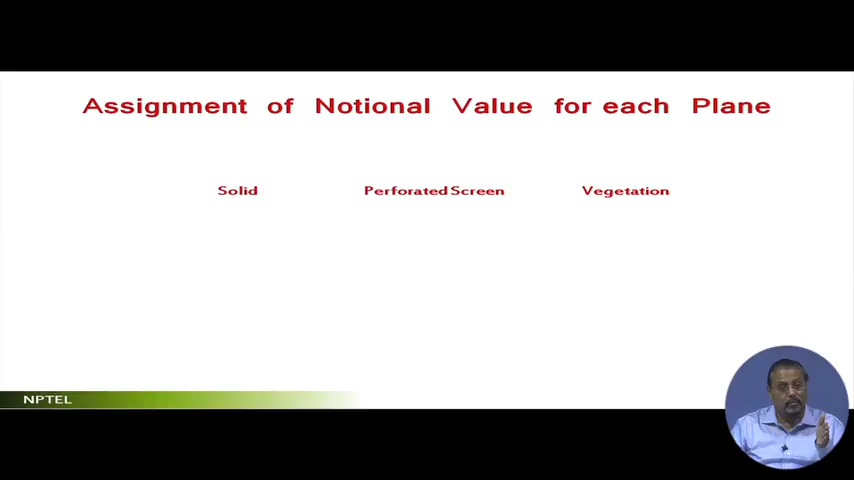 Assignment of Notional Value for each Plane
Solid Perforated Screen Vegetation
NPTEL